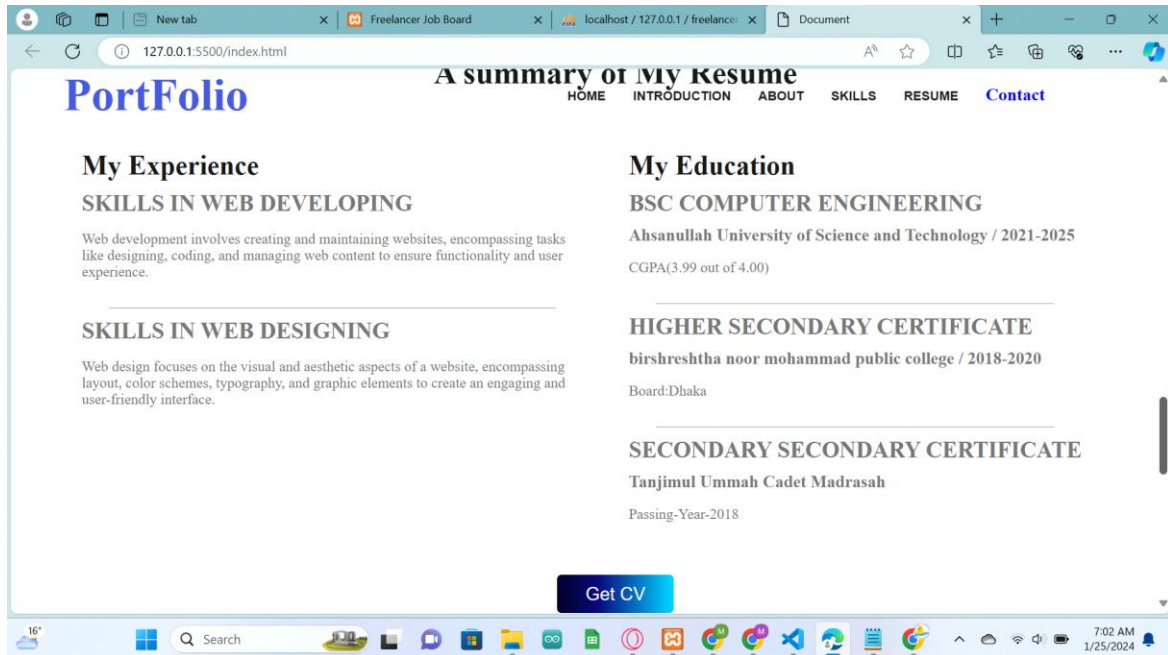 New tab
Freelancer Job Board
localhost / 127.0.0.1 / freelancer
Document
127.0.0.1:5500/index.html
A summary of My Resume
PortFolio
HOME INTRODUCTION ABOUT SKILLS RESUME Contact
My Experience
SKILLS IN WEB DEVELOPING
Web development involves creating and maintaining websites, encompassing tasks
like designing, coding, and managing web content to ensure functionality and user
experience.
SKILLS IN WEB DESIGNING
Web design focuses on the visual and aesthetic aspects of a website, encompassing
layout, color schemes, typography, and graphic elements to create an engaging and
user-friendly interface.
My Education
BSC COMPUTER ENGINEERING
Ahsanullah University of Science and Technology / 2021-2025
CGPA(3.99 out of 4.00)
HIGHER SECONDARY CERTIFICATE
birshreshtha noor mohammad public college / 2018-2020
Board:Dhaka
SECONDARY SECONDARY CERTIFICATE
Tanjimul Ummah Cadet Madrasah
Passing-Year-2018
Get CV
16°
Search
7:02 AM
1/25/2024